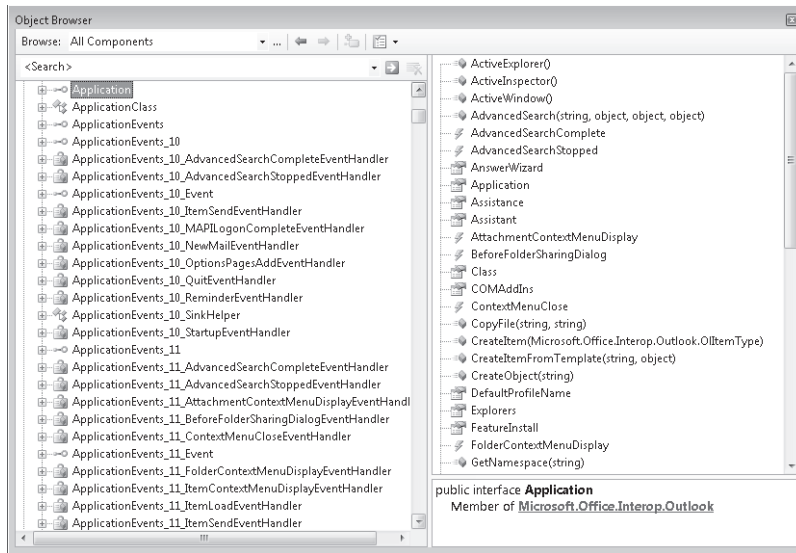 Object Browser
Browse: All Components
...
<Search>
Application
ApplicationClass
ApplicationEvents
ApplicationEvents_10
ApplicationEvents_10_AdvancedSearchCompleteEventHandler
ApplicationEvents_10_AdvancedSearchStoppedEventHandler
ApplicationEvents_10_Event
ApplicationEvents_10_ItemSendEventHandler
ApplicationEvents_10_MAPILogonCompleteEventHandler
ApplicationEvents_10_NewMailEventHandler
ApplicationEvents_10_OptionsPagesAddEventHandler
ApplicationEvents_10_QuitEventHandler
ApplicationEvents_10_ReminderEventHandler
ApplicationEvents_10_SinkHelper
ApplicationEvents_10_StartupEventHandler
ApplicationEvents_11
ApplicationEvents_11_AdvancedSearchCompleteEventHandler
ApplicationEvents_11_AdvancedSearchStoppedEventHandler
ApplicationEvents_11_AttachmentContextMenuDisplayEventHandl
ApplicationEvents_11_BeforeFolderSharingDialogEventHandler
ApplicationEvents_11_ContextMenuCloseEventHandler
ApplicationEvents_11_Event
ApplicationEvents_11_FolderContextMenuDisplayEventHandler
ApplicationEvents_11_ItemContextMenuDisplayEventHandler
ApplicationEvents_11_ItemLoadEventHandler
ApplicationEvents_11_ItemSendEventHandler
ActiveExplorer()
ActiveInspector()
ActiveWindow()
AdvancedSearch(string, object, object, object)
AdvancedSearchComplete
AdvancedSearchStopped
AnswerWizard
Application
Assistance
Assistant
AttachmentContextMenuDisplay
BeforeFolderSharingDialog
Class
COMAddIns
ContextMenuClose
CopyFile(string, string)
CreateItem(Microsoft.Office.Interop.Outlook.OlItemType)
CreateItemFromTemplate(string, object)
CreateObject(string)
DefaultProfileName
Explorers
FeatureInstall
FolderContextMenuDisplay
GetNamespace(string)
public interface Application
Member of Microsoft.Office.Interop.Outlook